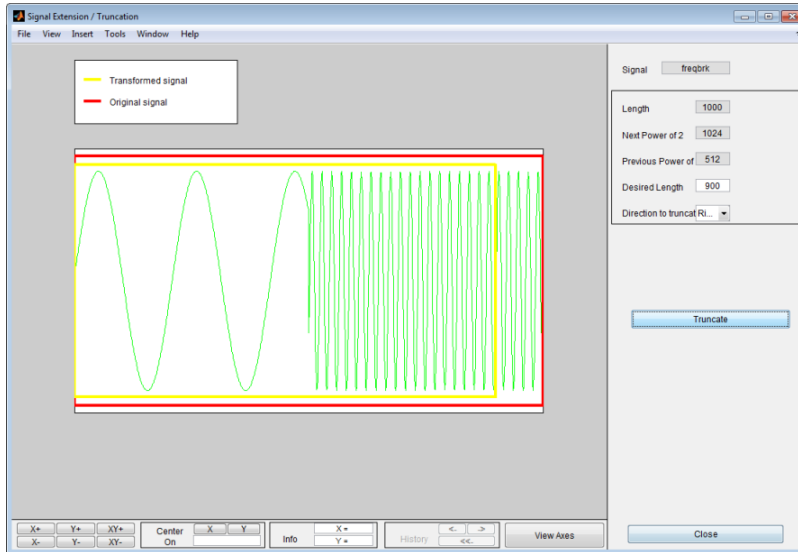 Signal Extension / Truncation
File View Insert Tools Window Help
Transformed signal
Original signal
Signal freqbrk
Length 1000
Next Power of 2 1024
Previous Power of 512
Desired Length 900
Direction to truncat Ri...
Truncate
X+ Y+ XY+
X- Y- XY-
Center On X Y
Info X = Y =
History <- -> <<-
View Axes
Close